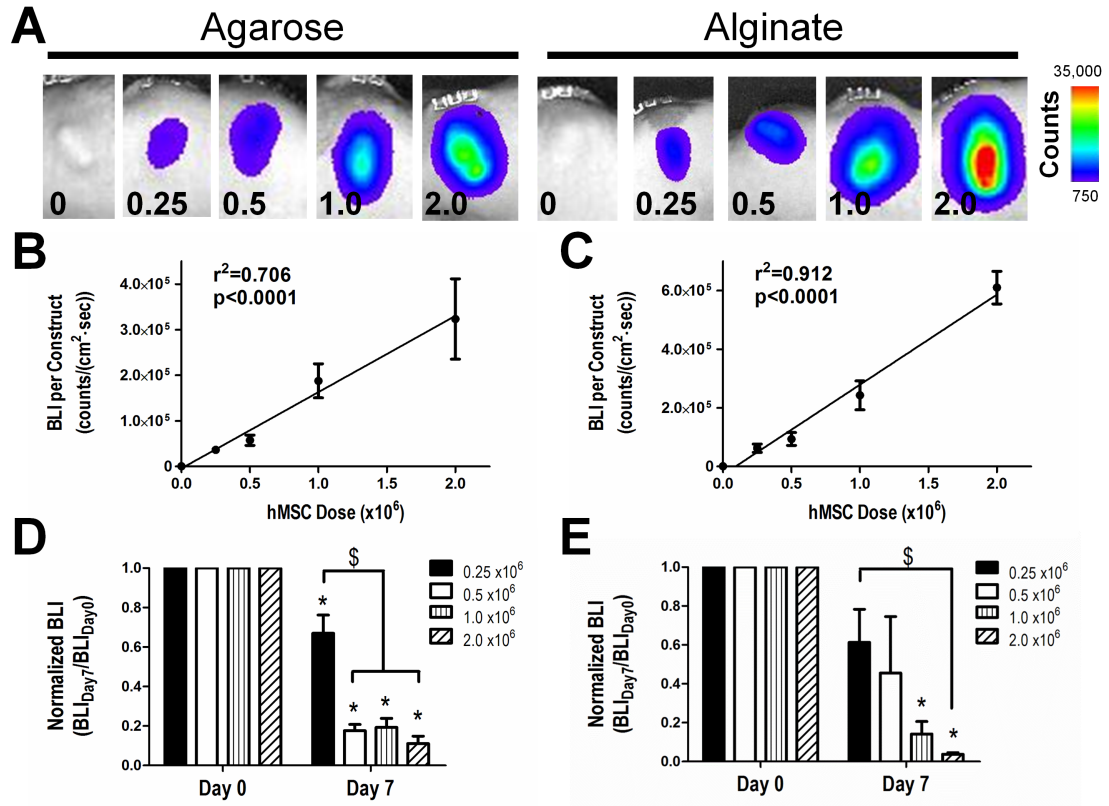 A
Agarose
Alginate
0
0.25
0.5
1.0
2.0
0
0.25
0.5
1.0
2.0
35,000
Counts
750
B
r²=0.706
p<0.0001
BLI per Construct
(counts/(cm²·sec))
4.0×10⁵
3.0×10⁵
2.0×10⁵
1.0×10⁵
0
0.0
0.5
1.0
1.5
2.0
hMSC Dose (x10⁶)
C
r²=0.912
p<0.0001
BLI per Construct
(counts/(cm²·sec))
6.0×10⁵
4.0×10⁵
2.0×10⁵
0
0.0
0.5
1.0
1.5
2.0
hMSC Dose (x10⁶)
D
Normalized BLI
(BLI_Day7/BLI_Day0)
1.0
0.8
0.6
0.4
0.2
0.0
$
*
*
*
*
0.25 x10⁶
0.5 x10⁶
1.0 x10⁶
2.0 x10⁶
Day 0
Day 7
E
Normalized BLI
(BLI_Day7/BLI_Day0)
1.0
0.8
0.6
0.4
0.2
0.0
$
*
*
0.25 x10⁶
0.5 x10⁶
1.0 x10⁶
2.0 x10⁶
Day 0
Day 7